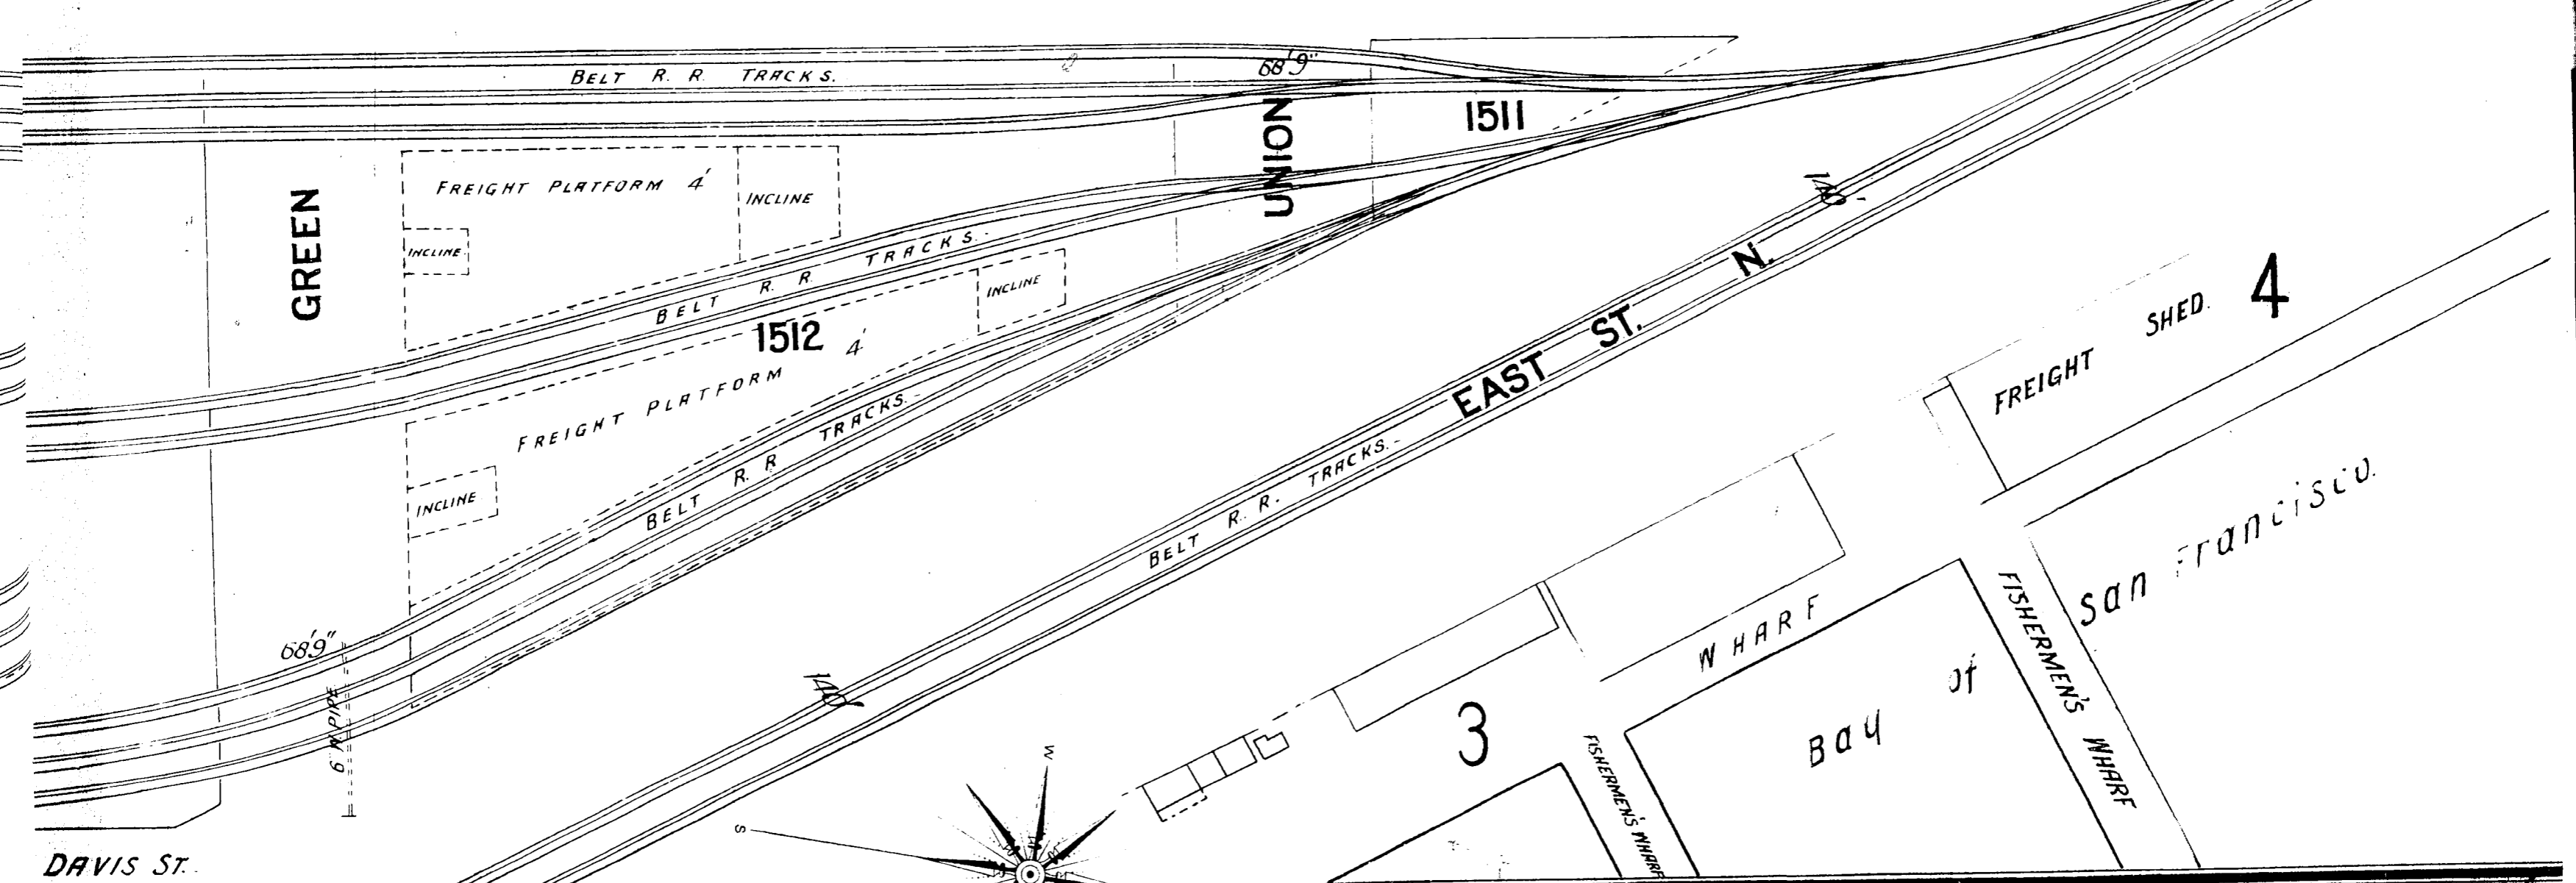 BELT R. R. TRACKS.
68'9"
UNION
1511
GREEN
FREIGHT PLATFORM 4'
INCLINE
INCLINE
BELT R. R. TRACKS.
INCLINE
1512
4'
FREIGHT PLATFORM
INCLINE
BELT R. R TRACKS.
68'9"
6" W. PIPE
140'
EAST ST. N.
BELT R. R. TRACKS.
140'
FREIGHT SHED.
4
WHARF
3
FISHERMEN'S WHARF
FISHERMEN'S WHARF
Bay of San Francisco.
DAVIS ST.
S
W